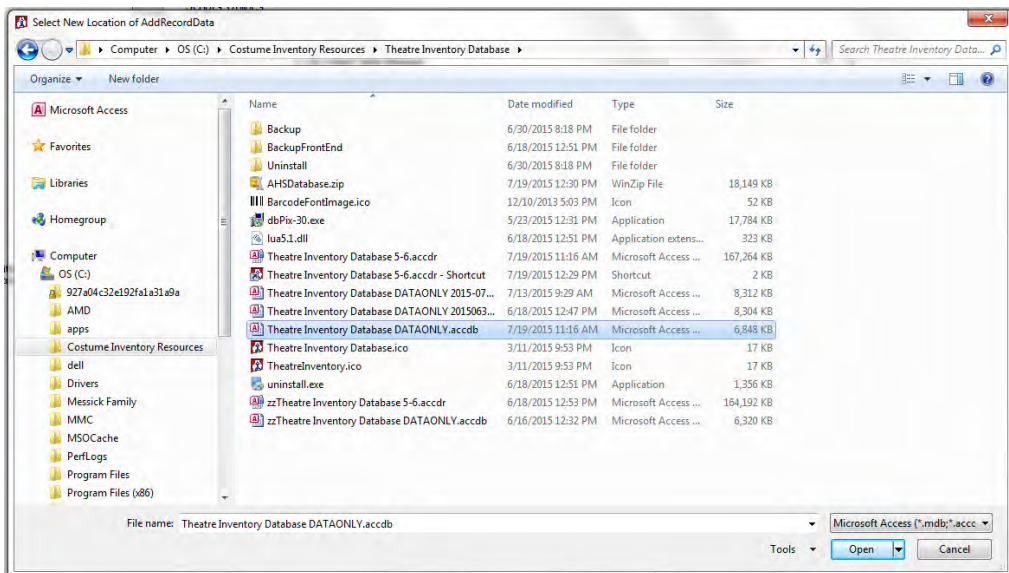 Select New Location of AddRecordData
Computer OS (C:) Costume Inventory Resources Theatre Inventory Database
Search Theatre Inventory Data...
Organize New folder
Name Date modified Type Size
Microsoft Access
Favorites
Libraries
Homegroup
Computer
OS (C:)
927a04c32e192fa1a31a9a
AMD
apps
Costume Inventory Resources
dell
Drivers
Messick Family
MMC
MSOCache
PerfLogs
Program Files
Program Files (x86)
Backup 6/30/2015 8:18 PM File folder
BackupFrontEnd 6/18/2015 12:51 PM File folder
Uninstall 6/30/2015 8:18 PM File folder
AHSDatabase.zip 7/19/2015 12:30 PM WinZip File 18,149 KB
BarcodeFontImage.ico 12/10/2013 5:03 PM Icon 52 KB
dbPix-30.exe 5/23/2015 12:31 PM Application 17,784 KB
lua5.1.dll 6/18/2015 12:51 PM Application extens... 323 KB
Theatre Inventory Database 5-6.accdr 7/19/2015 11:16 AM Microsoft Access ... 167,264 KB
Theatre Inventory Database 5-6.accdr - Shortcut 7/19/2015 12:29 PM Shortcut 2 KB
Theatre Inventory Database DATAONLY 2015-07... 7/13/2015 9:29 AM Microsoft Access ... 8,312 KB
Theatre Inventory Database DATAONLY 2015063... 6/18/2015 12:47 PM Microsoft Access ... 8,304 KB
Theatre Inventory Database DATAONLY.accdb 7/19/2015 11:16 AM Microsoft Access ... 6,848 KB
Theatre Inventory Database.ico 3/11/2015 9:53 PM Icon 17 KB
TheatreInventory.ico 3/11/2015 9:53 PM Icon 17 KB
uninstall.exe 6/18/2015 12:51 PM Application 1,356 KB
zzTheatre Inventory Database 5-6.accdr 6/18/2015 12:53 PM Microsoft Access ... 164,192 KB
zzTheatre Inventory Database DATAONLY.accdb 6/16/2015 12:32 PM Microsoft Access ... 6,320 KB
File name: Theatre Inventory Database DATAONLY.accdb
Microsoft Access (*.mdb;*.accc
Tools Open Cancel